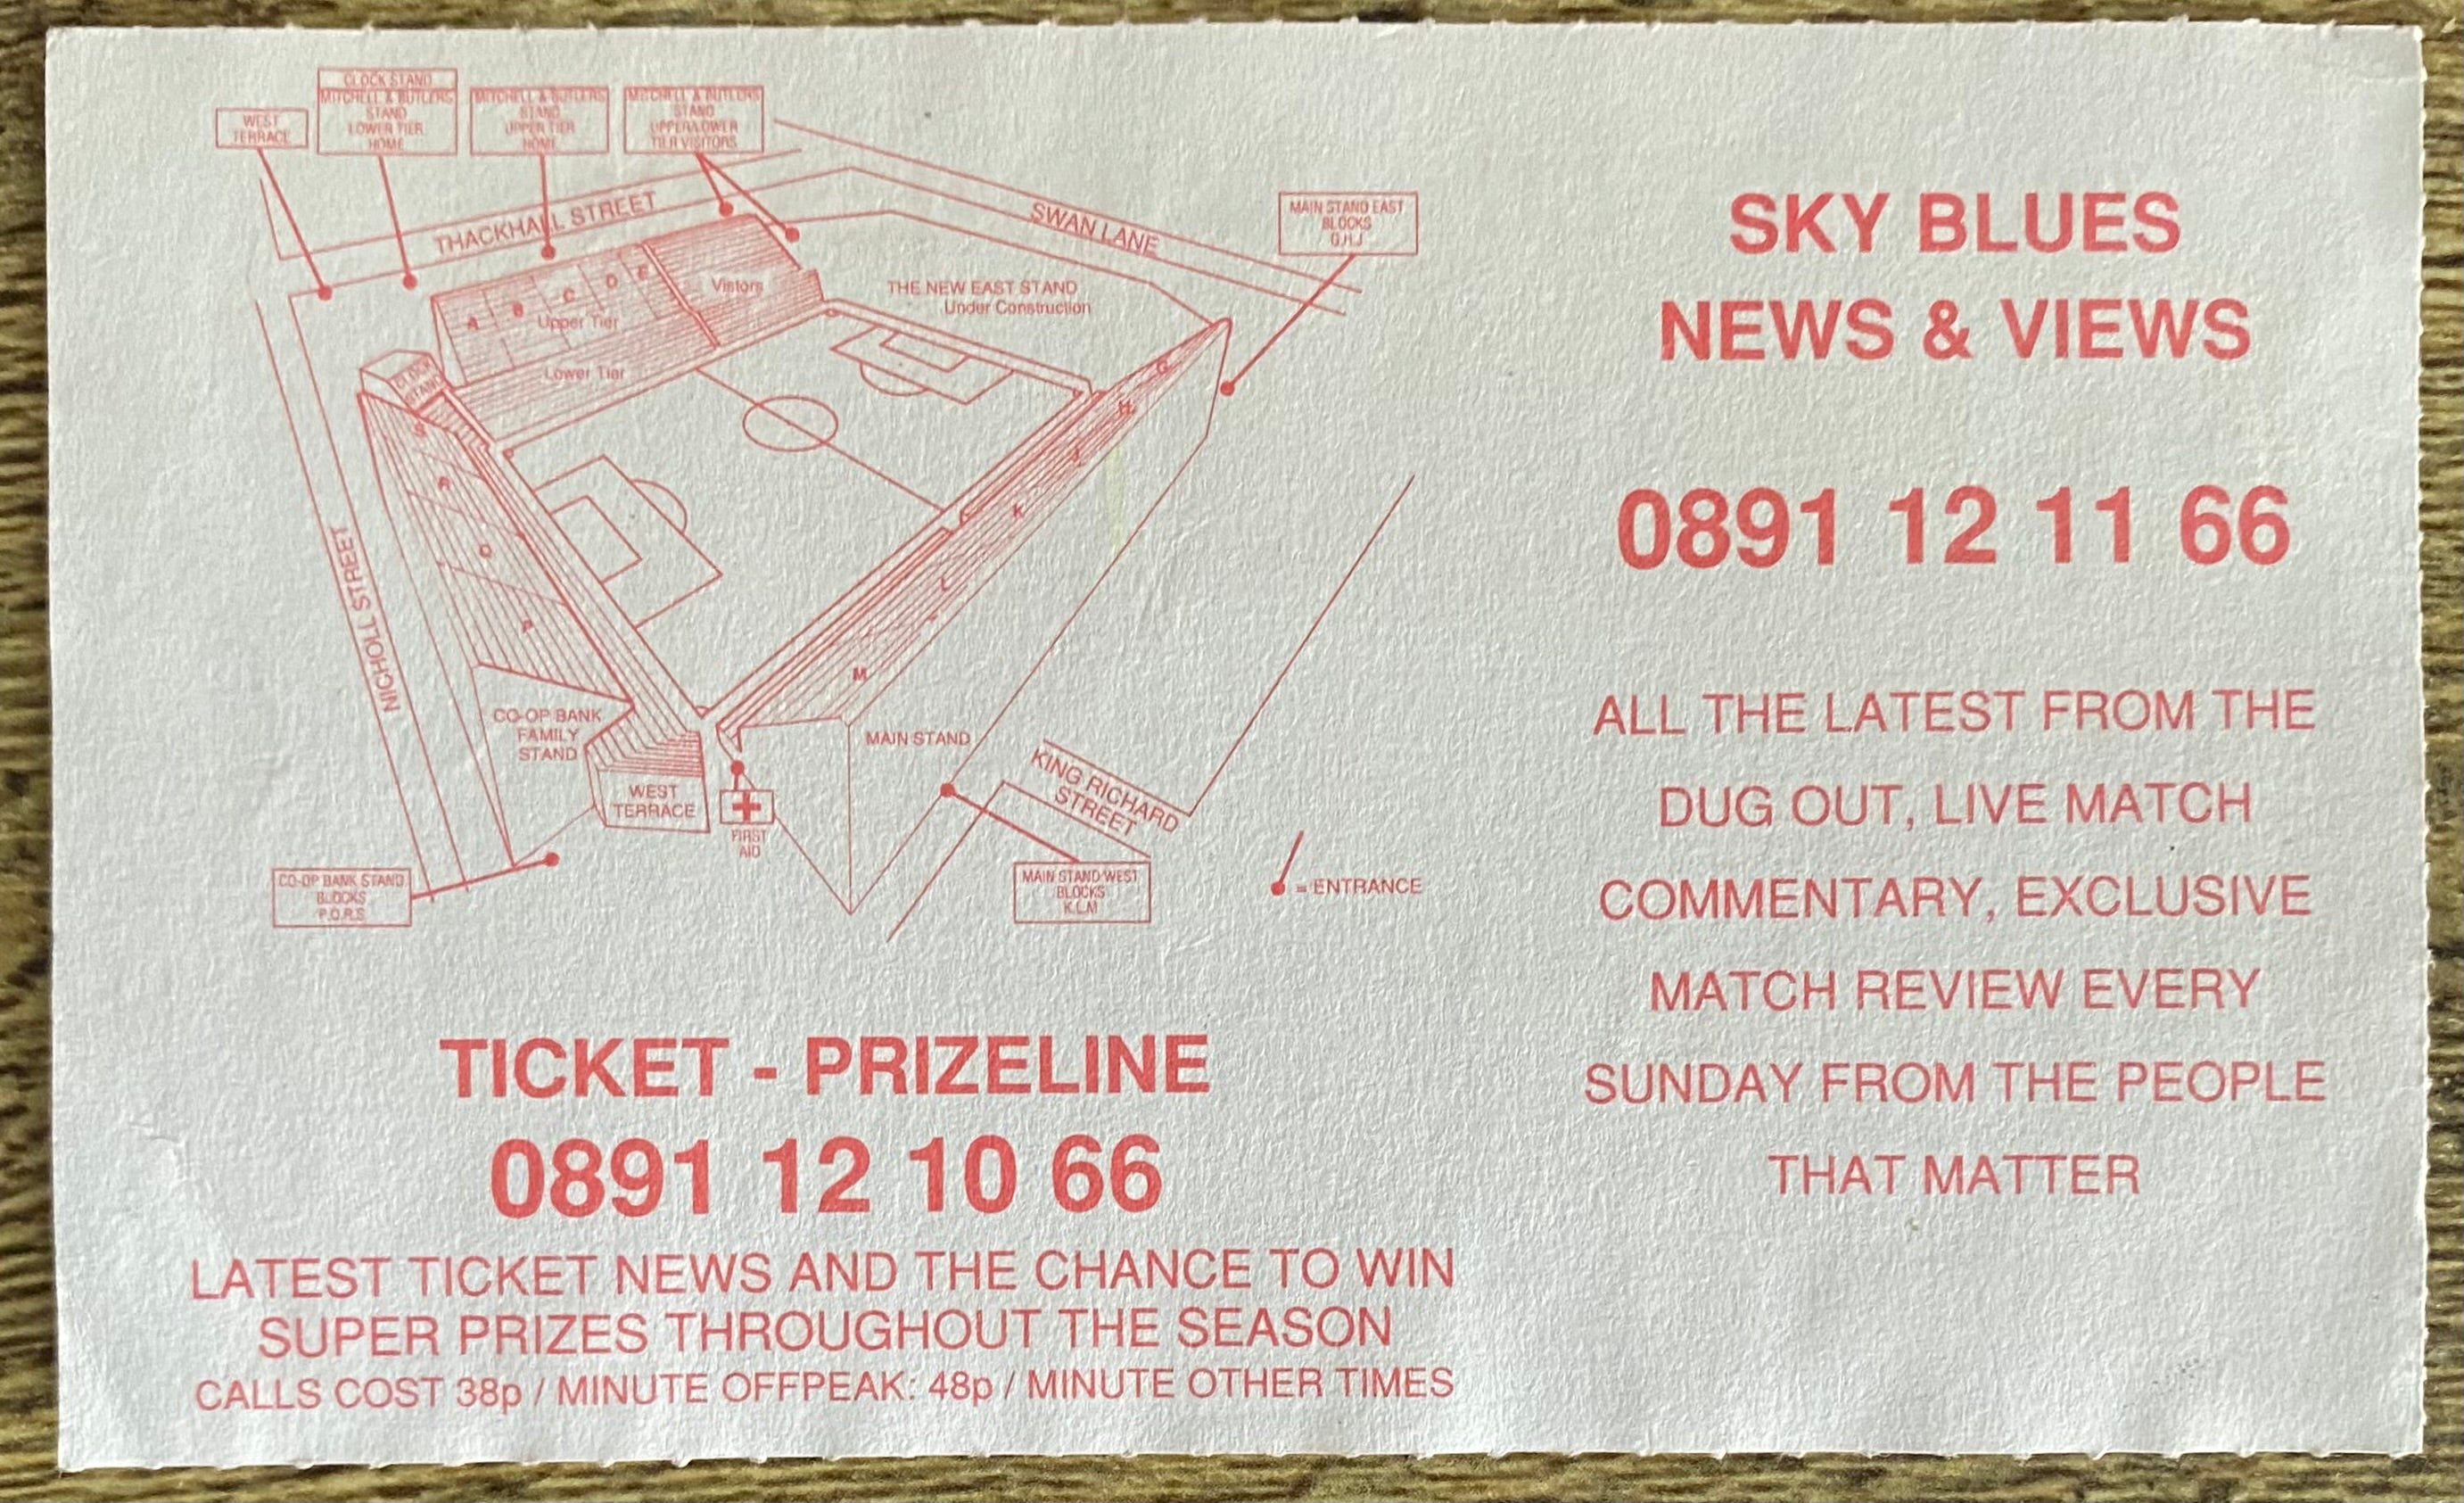 CLOCK STAND
MITCHELL & BUTLERS
STAND
LOWER TIER
HOME
MITCHELL & BUTLERS
STAND
UPPER TIER
HOME
MITCHELL & BUTLERS
STAND
UPPER/LOWER
TIER VISITORS
WEST
TERRACE
THACKHALL STREET
SWAN LANE
MAIN STAND EAST
BLOCKS
G.H.J
A
B
C
D
E
Upper Tier
Vistors
Lower Tier
THE NEW EAST STAND
Under Construction
CLOCK
STAND
S
R
Q
P
G
H
J
K
L
M
NICHOLL STREET
CO-OP BANK
FAMILY
STAND
WEST
TERRACE
FIRST
AID
MAIN STAND
KING RICHARD
STREET
CO-OP BANK STAND
BLOCKS
P.Q.R.S
MAIN STAND WEST
BLOCKS
K.L.M
= ENTRANCE
TICKET - PRIZELINE
0891 12 10 66
LATEST TICKET NEWS AND THE CHANCE TO WIN
SUPER PRIZES THROUGHOUT THE SEASON
CALLS COST 38p / MINUTE OFFPEAK: 48p / MINUTE OTHER TIMES
SKY BLUES
NEWS & VIEWS
0891 12 11 66
ALL THE LATEST FROM THE
DUG OUT, LIVE MATCH
COMMENTARY, EXCLUSIVE
MATCH REVIEW EVERY
SUNDAY FROM THE PEOPLE
THAT MATTER